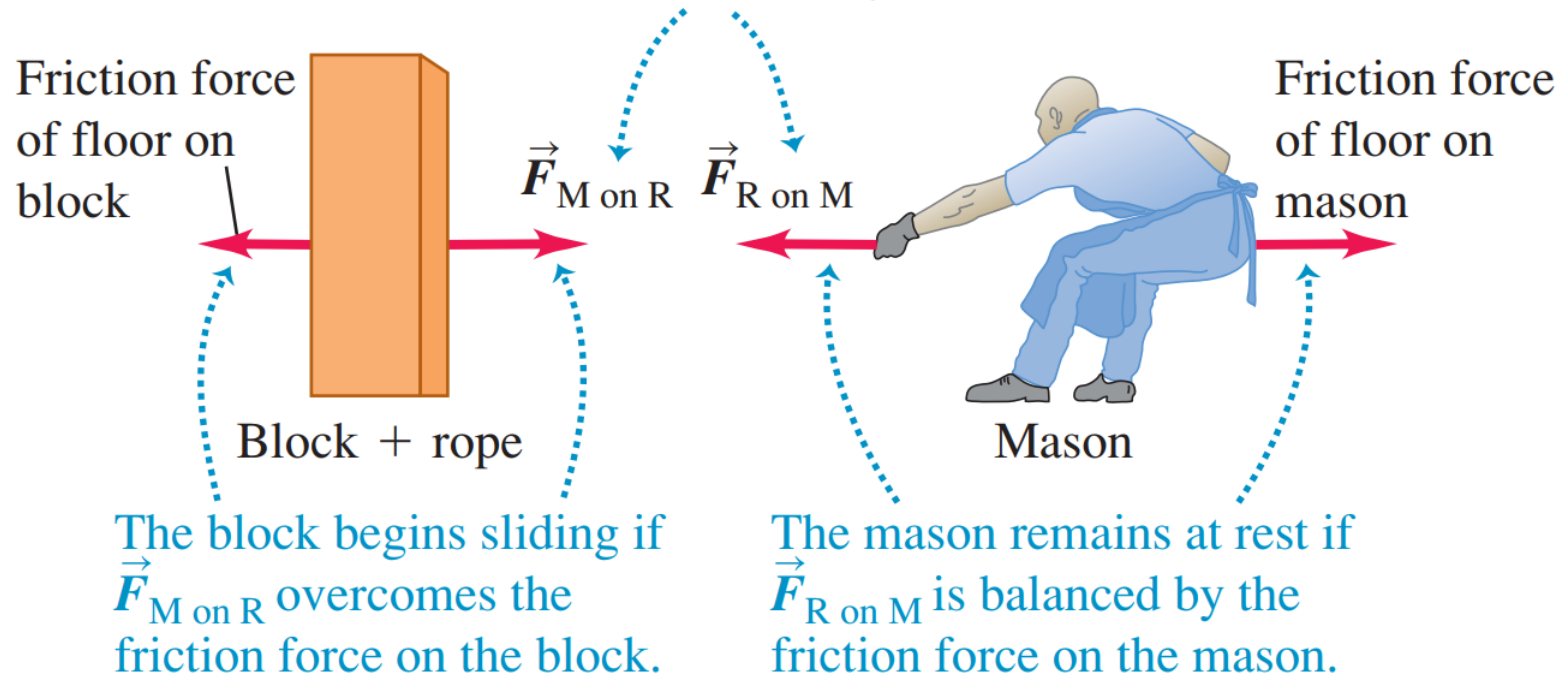 Friction force
of floor on
block
F⃗ M on R
F⃗ R on M
Friction force
of floor on
mason
Block + rope
Mason
The block begins sliding if
F⃗ M on R overcomes the
friction force on the block.
The mason remains at rest if
F⃗ R on M is balanced by the
friction force on the mason.